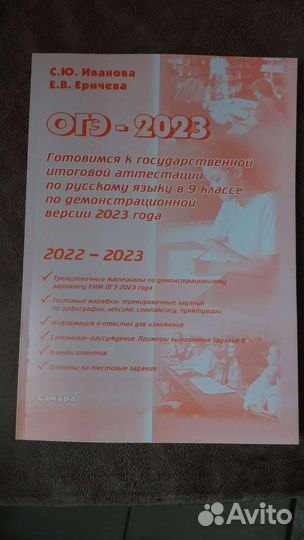 С.Ю. Иванова
Е.В. Еричева
ОГЭ - 2023
Готовимся к государственной
итоговой аттестации
по русскому языку в 9 классе
по демонстрационной
версии 2023 года
2022 – 2023
Тренировочные материалы по демонстрационному
варианту КИМ ОГЭ 2023 года
Тестовый марафон: тренировочные задания
по орфографии, лексике, синтаксису, пунктуации
Информация о текстах для изложения
Сочинение-рассуждение. Примеры выполнения задания 9
Бланки ответов
Ответы на тестовые задания
Самара
Avito